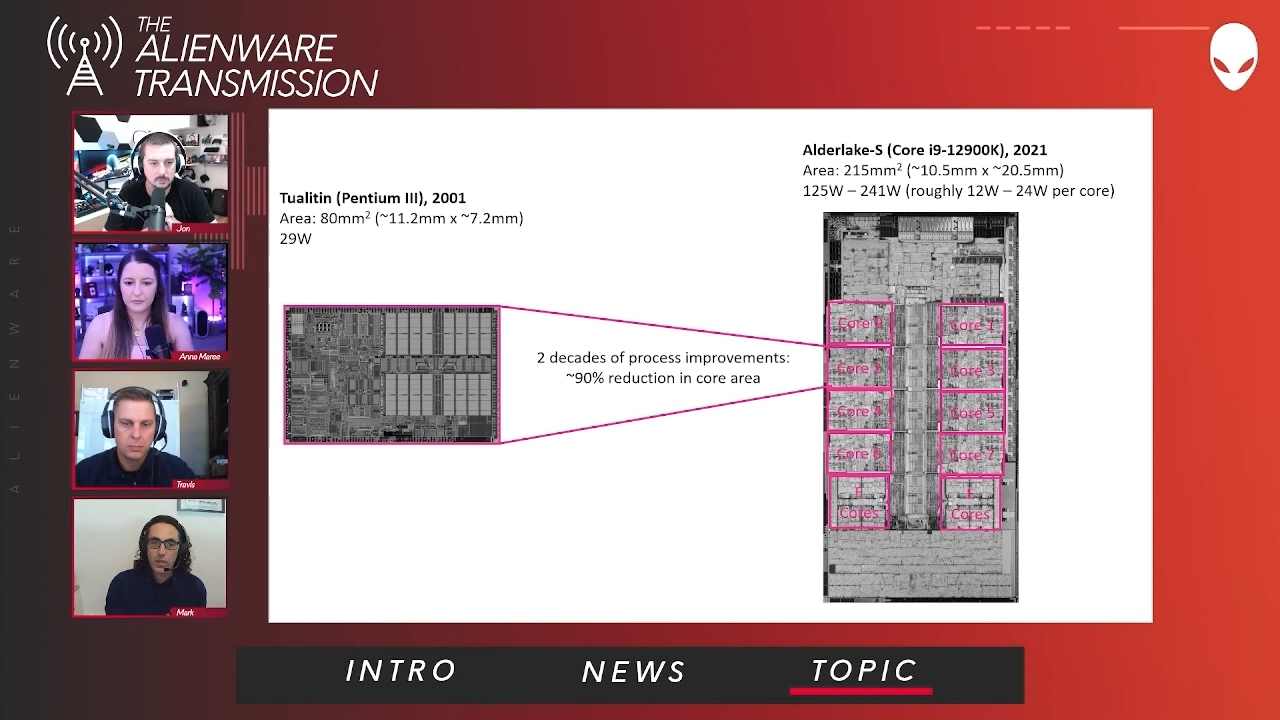 THE
ALIENWARE
TRANSMISSION
ALIENWARE
Jon
Anna Maree
Travis
Mark
Tualitin (Pentium III), 2001
Area: 80mm² (~11.2mm x ~7.2mm)
29W
2 decades of process improvements:
~90% reduction in core area
Alderlake-S (Core i9-12900K), 2021
Area: 215mm² (~10.5mm x ~20.5mm)
125W – 241W (roughly 12W – 24W per core)
Core 0
Core 1
Core 2
Core 3
Core 4
Core 5
Core 6
Core 7
E
Cores
E
Cores
INTRO
NEWS
TOPIC